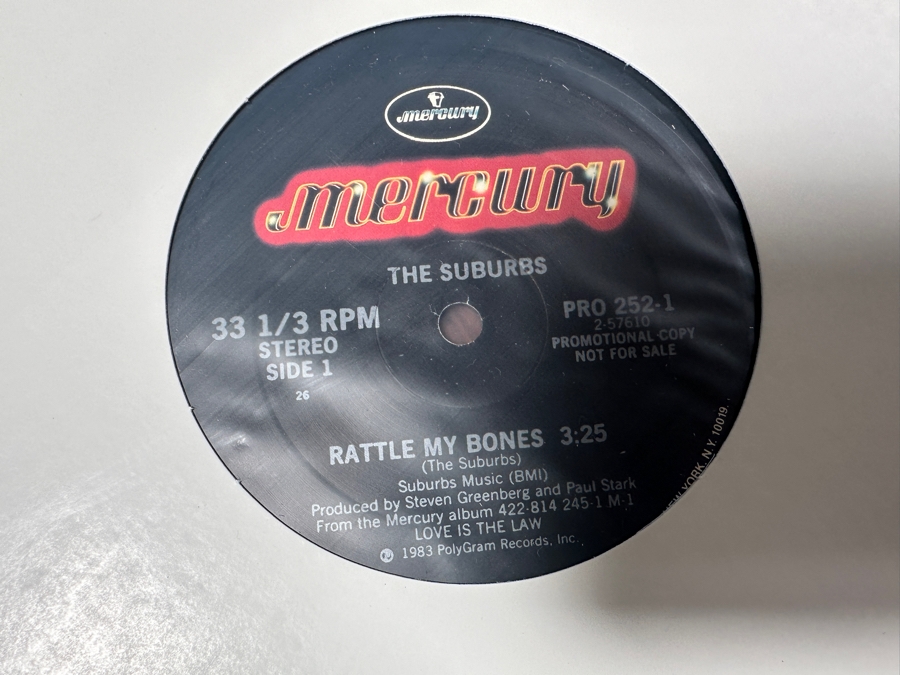 mercury
mercury
THE SUBURBS
33 1/3 RPM
STEREO
SIDE 1
26
PRO 252-1
2-57610
PROMOTIONAL COPY
NOT FOR SALE
RATTLE MY BONES 3:25
(The Suburbs)
Suburbs Music (BMI)
Produced by Steven Greenberg and Paul Stark
From the Mercury album 422-814 245-1 M-1
LOVE IS THE LAW
℗ 1983 PolyGram Records, Inc.
YORK, N.Y. 10019.